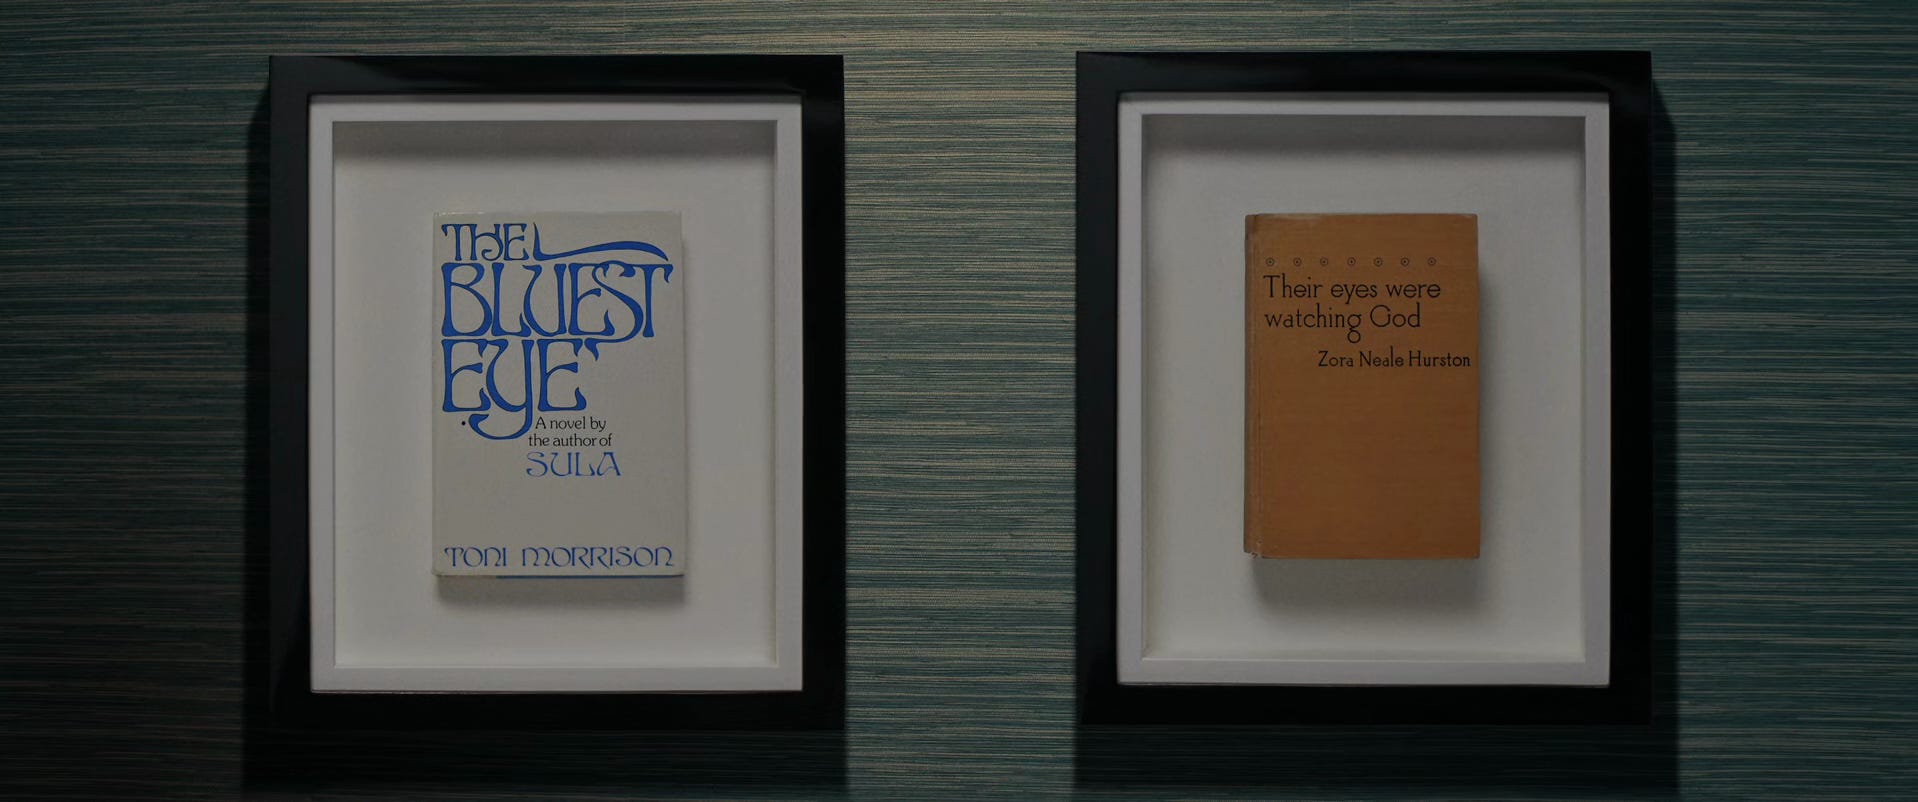 THE
BLUEST
EYE
A novel by
the author of
SULA
TONI MORRISON
Their eyes were
watching God
Zora Neale Hurston